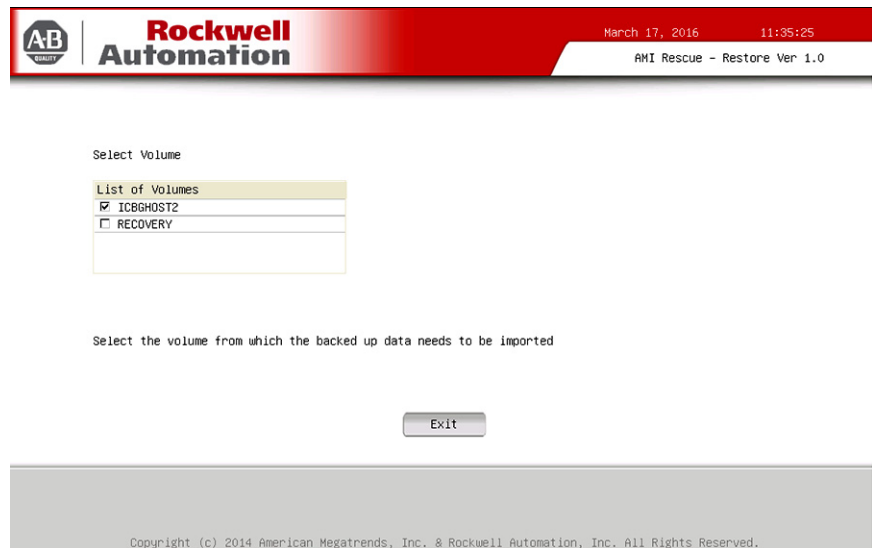 A·B
QUALITY
Rockwell
Automation
March 17, 2016 11:35:25
AMI Rescue - Restore Ver 1.0
Select Volume
List of Volumes
ICBGHOST2
RECOVERY
Select the volume from which the backed up data needs to be imported
Exit
Copyright (c) 2014 American Megatrends, Inc. & Rockwell Automation, Inc. All Rights Reserved.